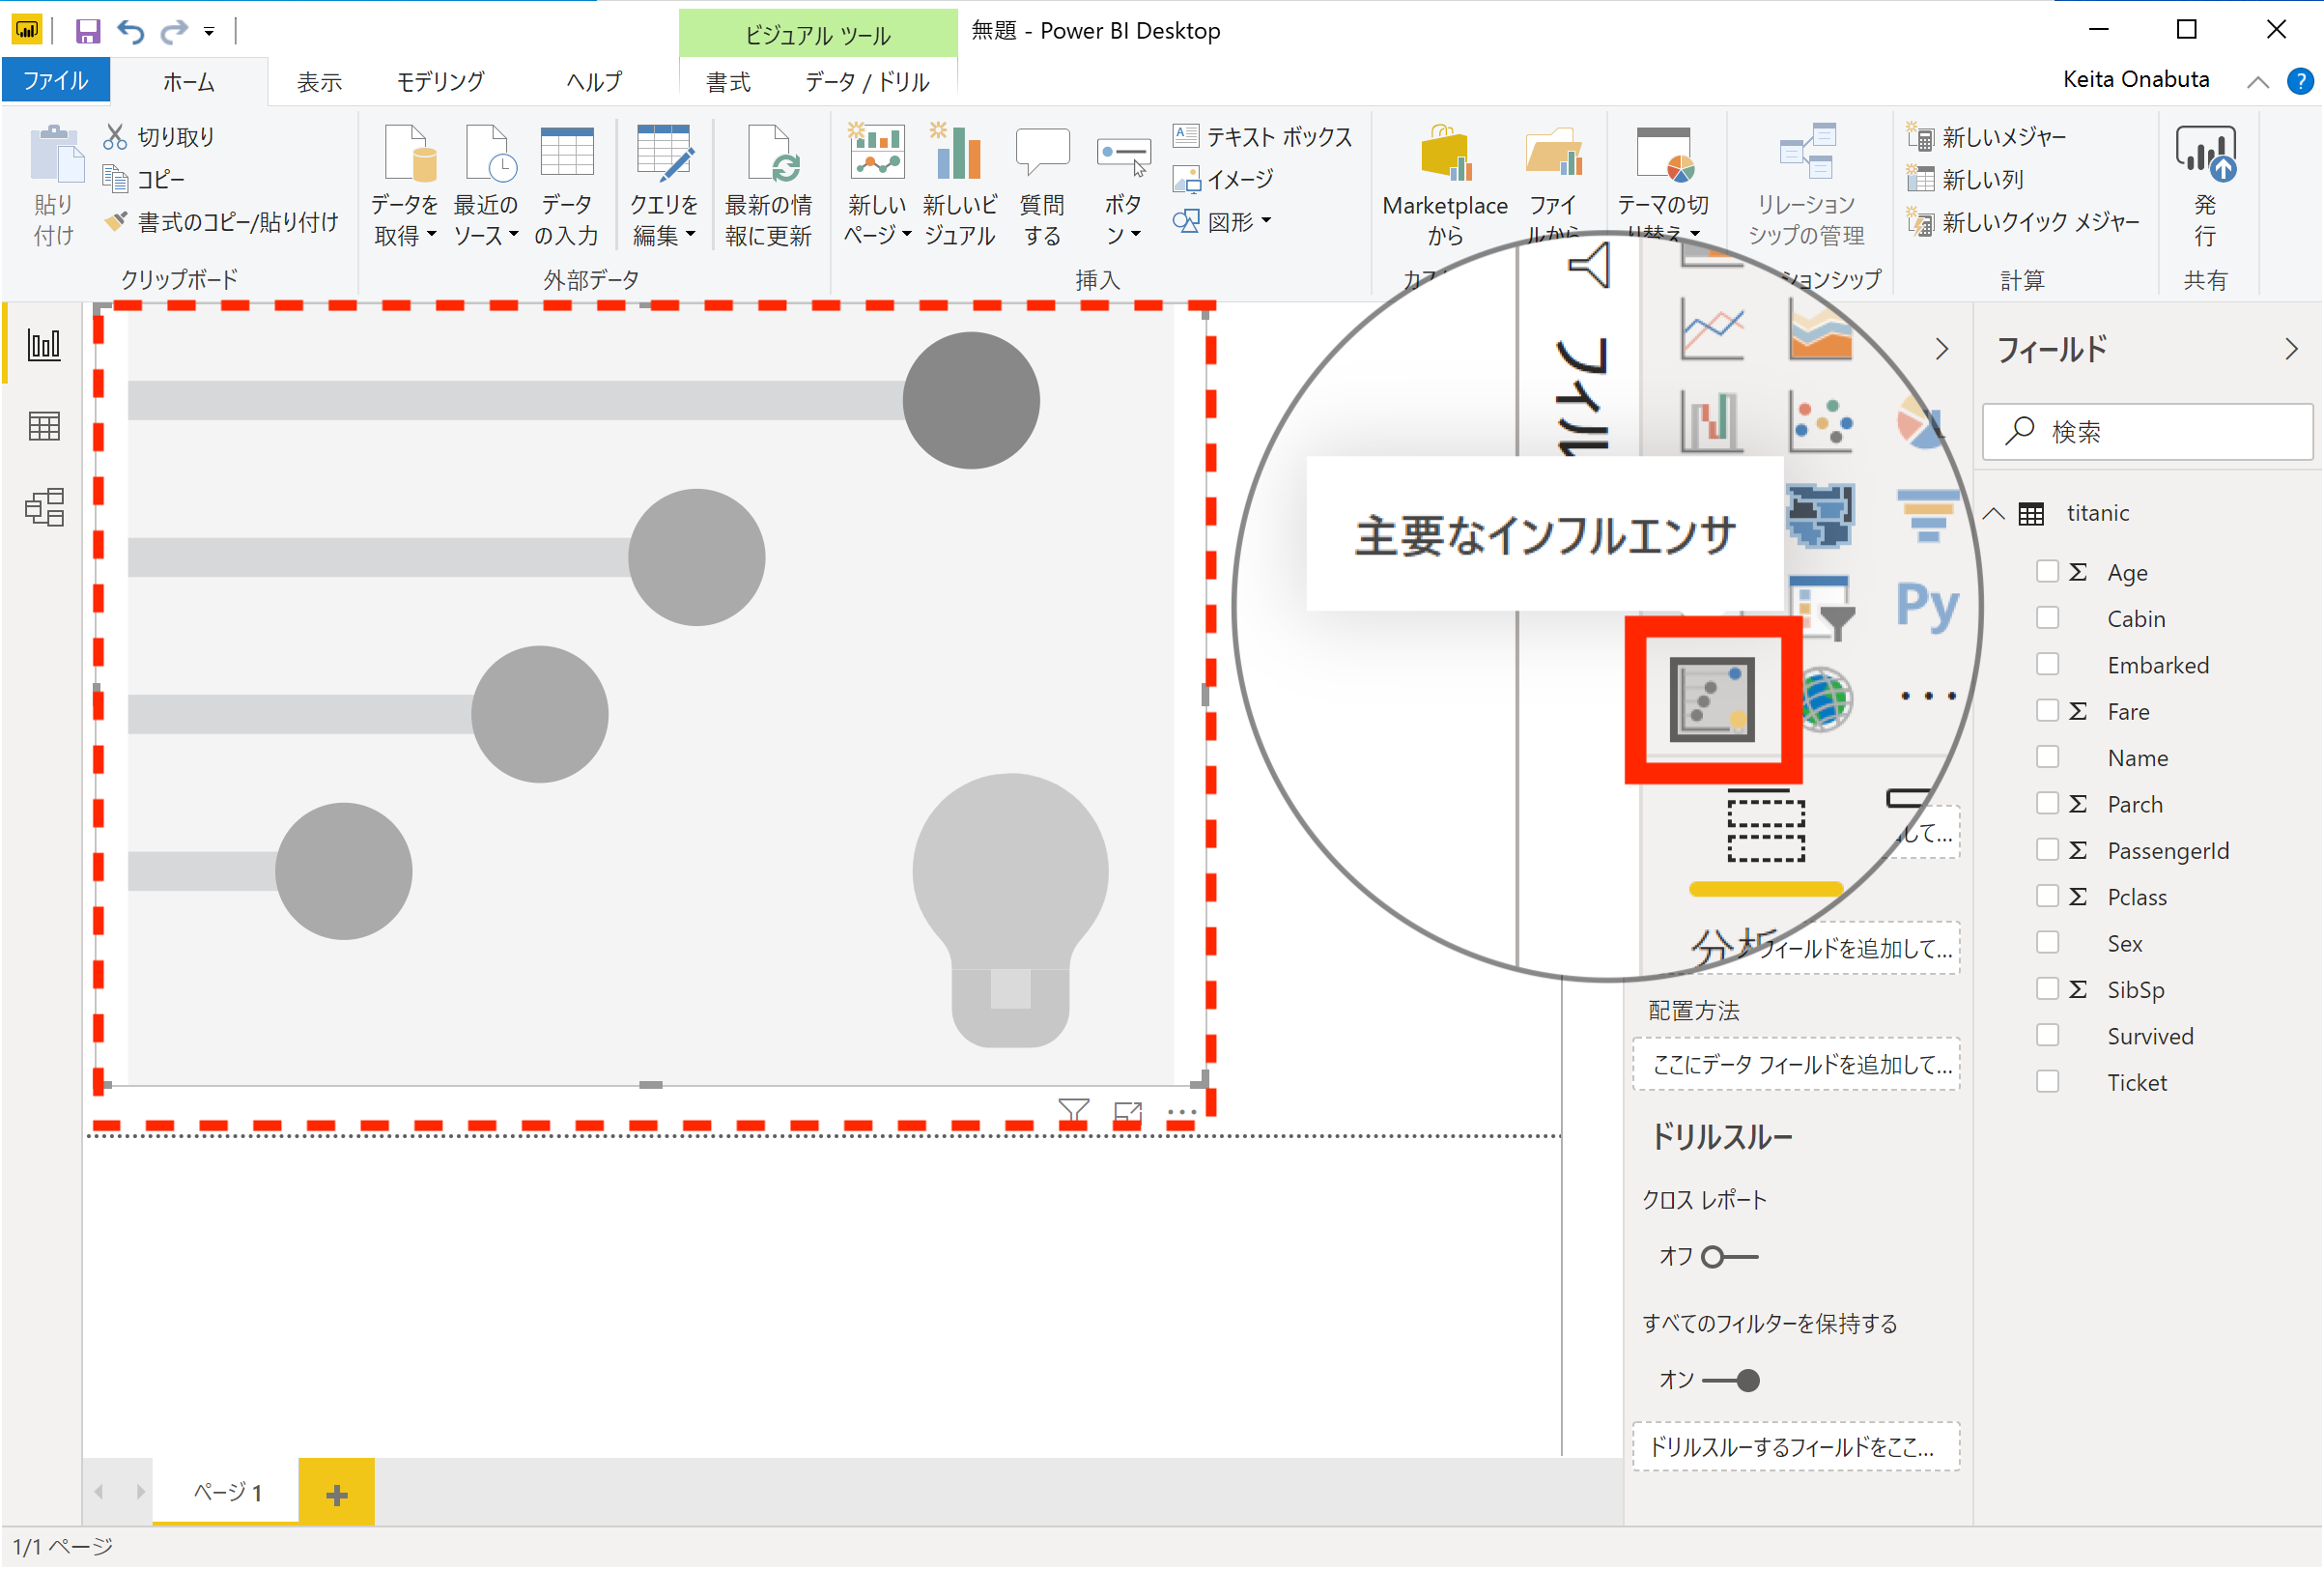 ビジュアル ツール
無題 - Power BI Desktop
ファイル
ホーム
表示
モデリング
ヘルプ
書式
データ / ドリル
Keita Onabuta
?
貼り
付け
切り取り
コピー
書式のコピー/貼り付け
クリップボード
データを
取得
最近の
ソース
データ
の入力
クエリを
編集
最新の情
報に更新
外部データ
新しい
ページ
新しいビ
ジュアル
質問
する
ボタ
ン
テキスト ボックス
イメージ
図形
挿入
Marketplace
から
ファイ
ルから
テーマの切
り替え
リレーション
シップの管理
ションシップ
新しいメジャー
新しい列
新しいクイック メジャー
計算
発
行
共有
フィル
主要なインフルエンサ
Py
分析
フィールドを追加して...
して...
配置方法
ここにデータ フィールドを追加して...
ドリルスルー
クロス レポート
オフ
すべてのフィルターを保持する
オン
ドリルスルーするフィールドをここ...
フィールド
検索
titanic
Σ Age
Cabin
Embarked
Σ Fare
Name
Σ Parch
Σ PassengerId
Σ Pclass
Sex
Σ SibSp
Survived
Ticket
ページ 1
1/1 ページ